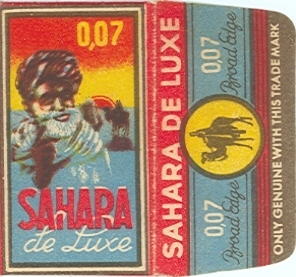 0,07
SAHARA
de Luxe
SAHARA DE LUXE
0,07
Broad Edge
0,07
Broad Edge
ONLY GENUINE WITH THIS TRADE MARK